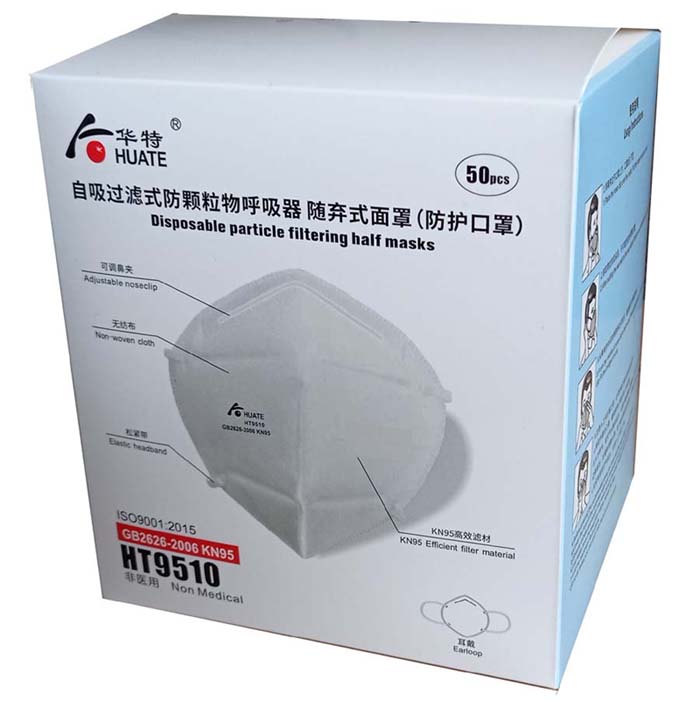 华特®
HUATE
50pcs
自吸过滤式防颗粒物呼吸器 随弃式面罩(防护口罩)
Disposable particle filtering half masks
可调鼻夹
Adjustable noseclip
无纺布
Non-woven cloth
HUATE
HT9510
GB2626-2006 KN95
松紧带
Elastic headband
KN95高效滤材
KN95 Efficient filter material
ISO9001:2015
GB2626-2006 KN95
HT9510
非医用 Non Medical
耳戴
Earloop